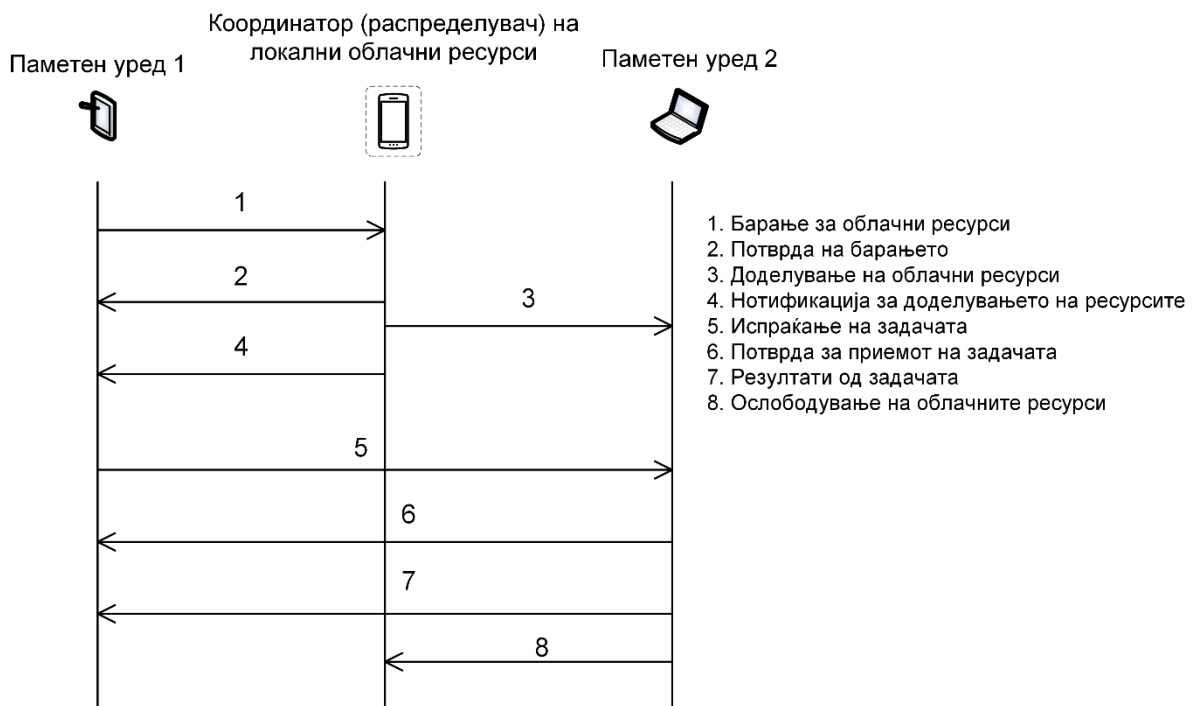 Координатор (распределувач) на
локални облачни ресурси
Паметен уред 1
Паметен уред 2
1
2
3
4
5
6
7
8
1. Барање за облачни ресурси
2. Потврда на барањето
3. Доделување на облачни ресурси
4. Нотификација за доделувањето на ресурсите
5. Испраќање на задачата
6. Потврда за приемот на задачата
7. Резултати од задачата
8. Ослободување на облачните ресурси